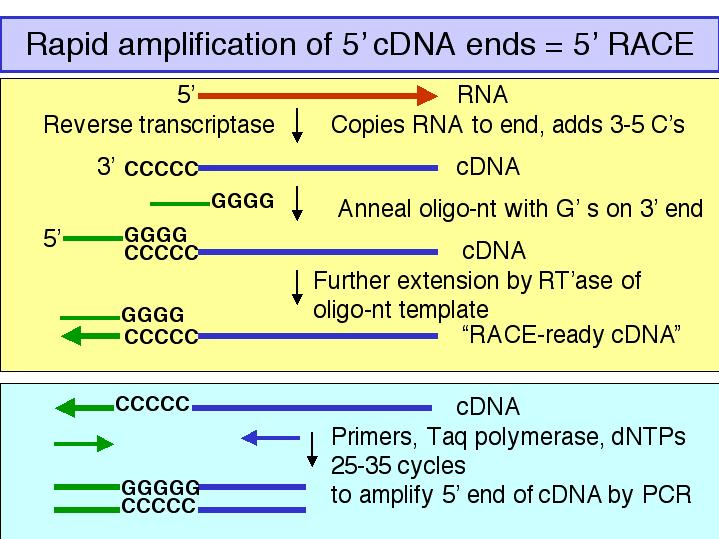 Rapid amplification of 5’ cDNA ends = 5’ RACE
5’ RNA
Reverse transcriptase Copies RNA to end, adds 3-5 C’s
3’ CCCCC cDNA
GGGG
Anneal oligo-nt with G’ s on 3’ end
5’ GGGG
CCCCC cDNA
Further extension by RT’ase of
oligo-nt template
GGGG
CCCCC “RACE-ready cDNA”
CCCCC cDNA
Primers, Taq polymerase, dNTPs
25-35 cycles
GGGGG
to amplify 5’ end of cDNA by PCR
CCCCC